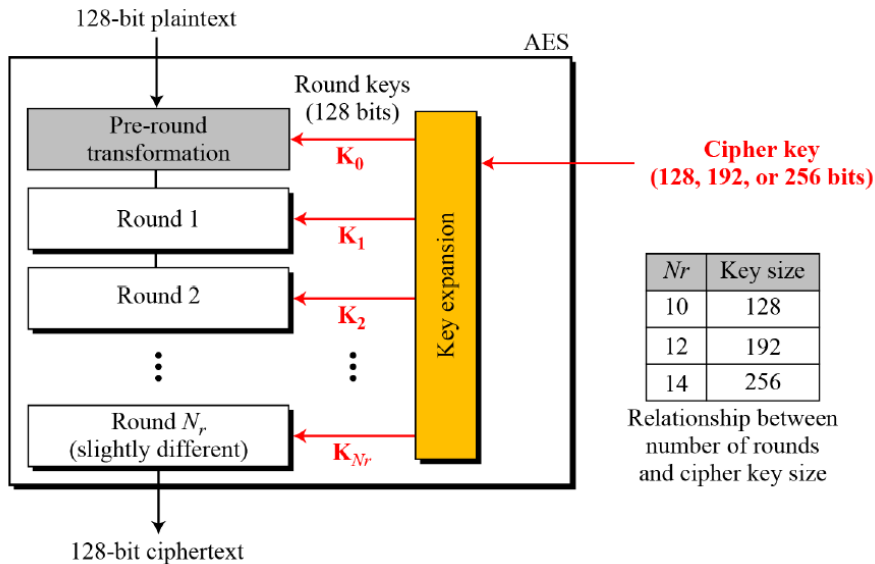 128-bit plaintext
AES
Round keys
(128 bits)
Pre-round
transformation
K0
Cipher key
(128, 192, or 256 bits)
Round 1
K1
Round 2
K2
Key expansion
Nr Key size
10 128
12 192
14 256
Relationship between
number of rounds
and cipher key size
Round Nr
(slightly different)
KNr
128-bit ciphertext